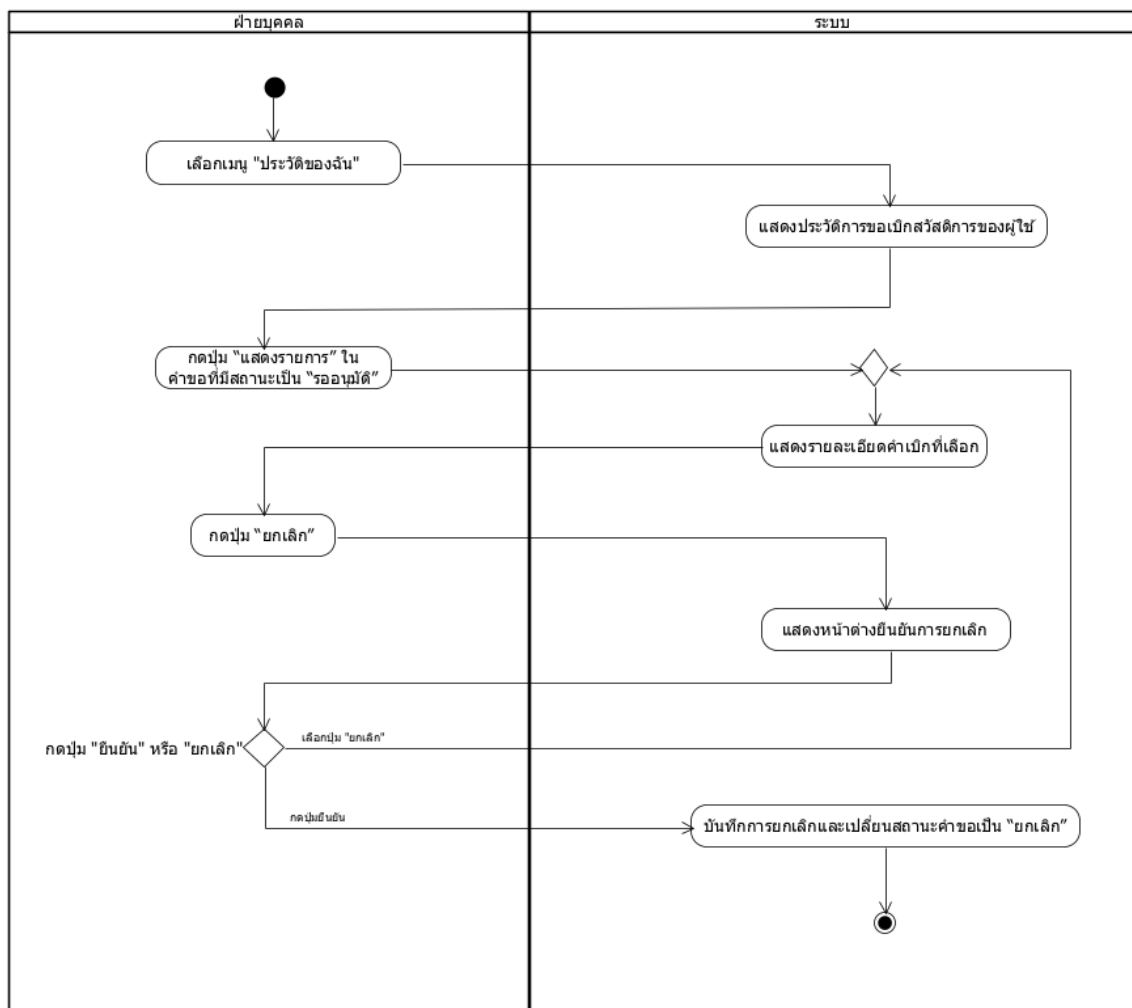 ฝ่ายบุคคล
ระบบ
เลือกเมนู "ประวัติของฉัน"
แสดงประวัติการขอเบิกสวัสดิการของผู้ใช้
กดปุ่ม “แสดงรายการ” ใน
คำขอที่มีสถานะเป็น “รออนุมัติ”
แสดงรายละเอียดคำเบิกที่เลือก
กดปุ่ม “ยกเลิก”
แสดงหน้าต่างยืนยันการยกเลิก
กดปุ่ม "ยืนยัน" หรือ "ยกเลิก"
เลือกปุ่ม "ยกเลิก"
กดปุ่มยืนยัน
บันทึกการยกเลิกและเปลี่ยนสถานะคำขอเป็น “ยกเลิก”